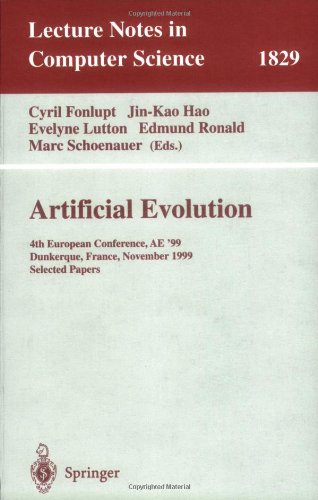 Lecture Notes in
Computer Science 1829
Cyril Fonlupt Jin-Kao Hao
Evelyne Lutton Edmund Ronald
Marc Schoenauer (Eds.)
Artificial Evolution
4th European Conference, AE '99
Dunkerque, France, November 1999
Selected Papers
Springer